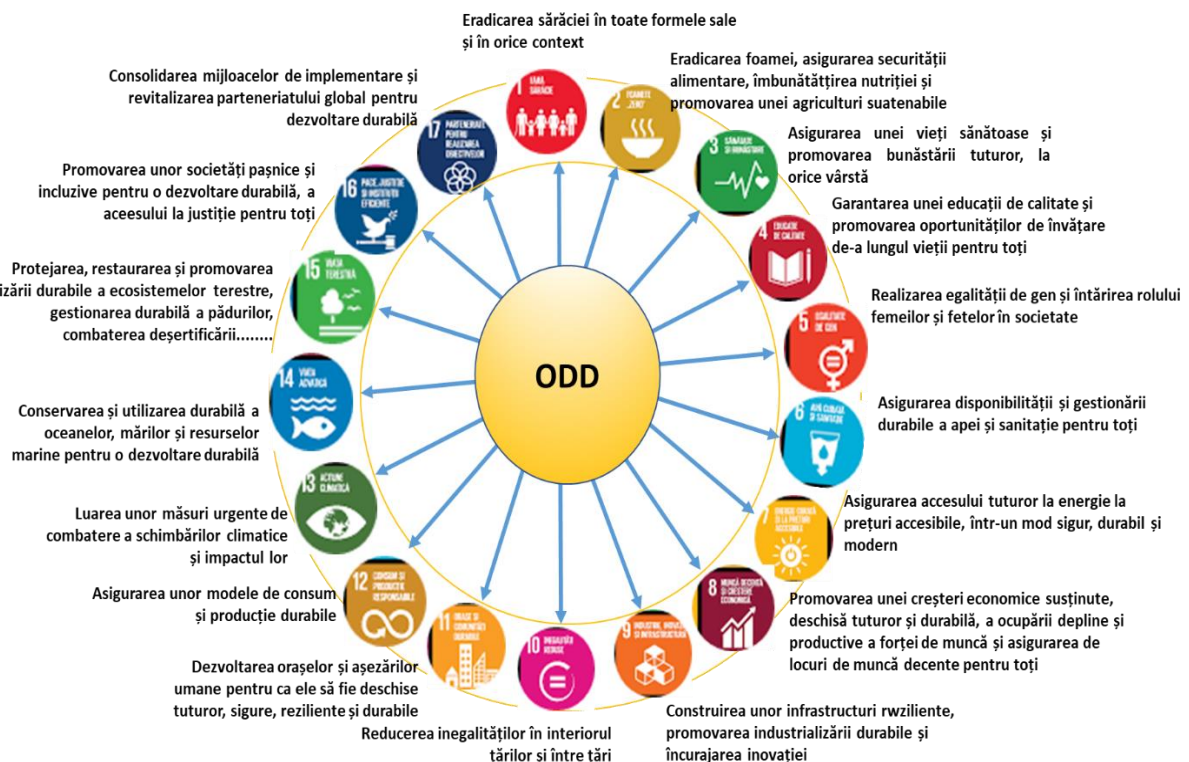 Eradicarea sărăciei în toate formele sale
și în orice context
1 FĂRĂ
SĂRĂCIE
Eradicarea foamei, asigurarea securității
alimentare, îmbunătățțirea nutriției și
promovarea unei agriculturi suatenabile
2 FOAMETE
„ZERO”
Asigurarea unei vieți sănătoase și
promovarea bunăstării tuturor, la
orice vârstă
3 SĂNĂTATE
ȘI BUNĂSTARE
Garantarea unei educații de calitate și
promovarea oportunităților de învățare
de-a lungul vieții pentru toți
4 EDUCAȚIE
DE CALITATE
Realizarea egalității de gen și întărirea rolului
femeilor și fetelor în societate
5 EGALITATE
DE GEN
Asigurarea disponibilității și gestionării
durabile a apei și sanitație pentru toți
6 APĂ CURATĂ
ȘI SANITAȚIE
Asigurarea accesului tuturor la energie la
prețuri accesibile, într-un mod sigur, durabil și
modern
7 ENERGIE CURATĂ
ȘI LA PREȚURI
ACCESIBILE
Promovarea unei creșteri economice susținute,
deschisă tuturor și durabilă, a ocupării depline și
productive a forței de muncă și asigurarea de
locuri de muncă decente pentru toți
8 MUNCĂ DECENTĂ
ȘI CREȘTERE
ECONOMICĂ
Construirea unor infrastructuri rwziliente,
promovarea industrializării durabile și
încurajarea inovației
9 INDUSTRIE, INOVAȚIE
ȘI INFRASTRUCTURĂ
Reducerea inegalităților în interiorul
țărilor și între țări
10 INEGALITĂȚI
REDUSE
Dezvoltarea orașelor și așezărilor
umane pentru ca ele să fie deschise
tuturor, sigure, reziliente și durabile
11 ORAȘE ȘI
COMUNITĂȚI
DURABILE
Asigurarea unor modele de consum
și producție durabile
12 CONSUM ȘI
PRODUCȚIE
RESPONSABILE
Luarea unor măsuri urgente de
combatere a schimbărilor climatice
și impactul lor
13 ACȚIUNE
CLIMATICĂ
Conservarea și utilizarea durabilă a
oceanelor, mărilor și resurselor
marine pentru o dezvoltare durabilă
14 VIAȚA
ACVATICĂ
Protejarea, restaurarea și promovarea
izării durabile a ecosistemelor terestre,
gestionarea durabilă a pădurilor,
combaterea deșertificării........
15 VIAȚA
TERESTRĂ
Promovarea unor societăți pașnice și
incluzive pentru o dezvoltare durabilă, a
aceesului la justiție pentru toți
16 PACE, JUSTIȚIE
ȘI INSTITUȚII
EFICIENTE
Consolidarea mijloacelor de implementare și
revitalizarea parteneriatului global pentru
dezvoltare durabilă
17 PARTENERIATE
PENTRU
REALIZAREA
OBIECTIVELOR
ODD